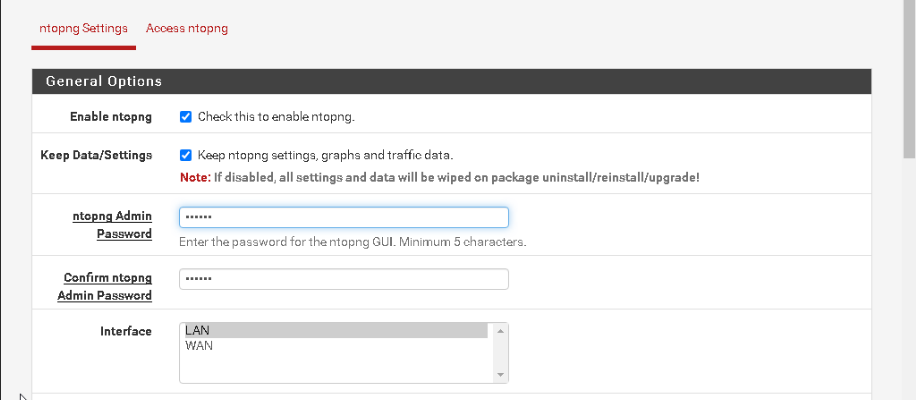 ntopng Settings Access ntopng
General Options
Enable ntopng Check this to enable ntopng.
Keep Data/Settings Keep ntopng settings, graphs and traffic data.
Note: If disabled, all settings and data will be wiped on package uninstall/reinstall/upgrade!
ntopng Admin
Password
Enter the password for the ntopng GUI. Minimum 5 characters.
Confirm ntopng
Admin Password
Interface LAN
WAN